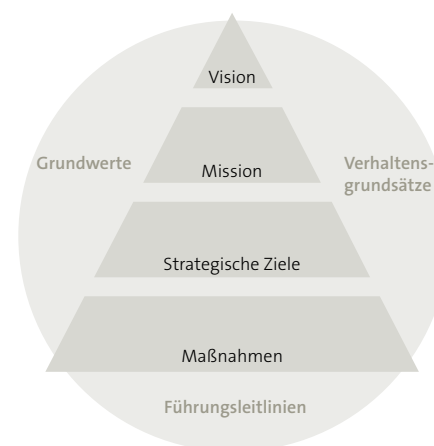 Vision
Grundwerte
Mission
Verhaltens-
grundsätze
Strategische Ziele
Maßnahmen
Führungsleitlinien